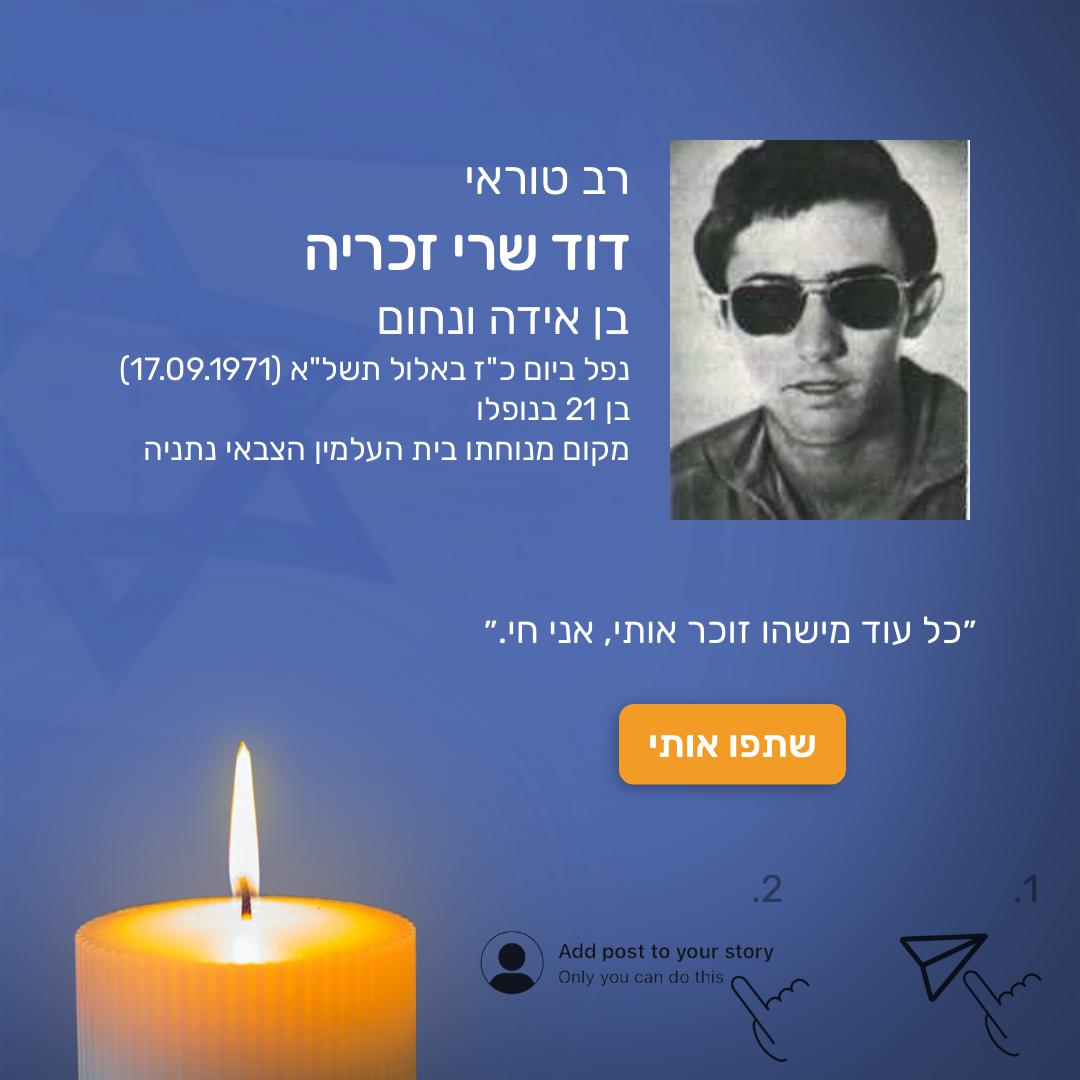 רב טוראי
דוד שרי זכריה
בן אידה ונחום
נפל ביום כ"ז באלול תשל"א (17.09.1971)
בן 21 בנופלו
מקום מנוחתו בית העלמין הצבאי נתניה
״כל עוד מישהו זוכר אותי, אני חי.״
שתפו אותי
.1
.2
Add post to your story
Only you can do this